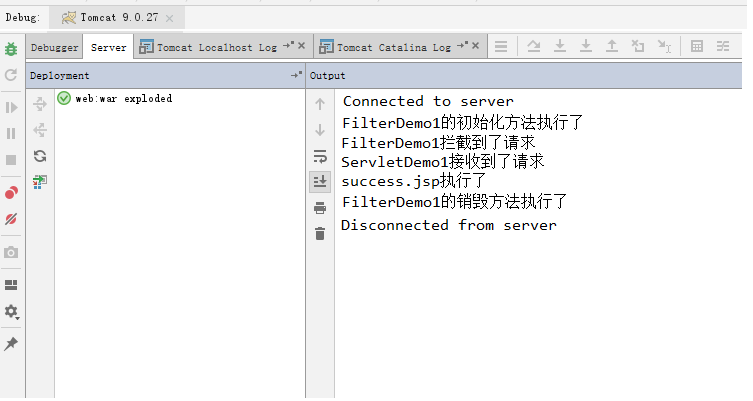 Debug: Tomcat 9.0.27
Debugger Server Tomcat Localhost Log Tomcat Catalina Log
Deployment
Output
web:war exploded
Connected to server
FilterDemo1的初始化方法执行了
FilterDemo1拦截到了请求
ServletDemo1接收到了请求
success.jsp执行了
FilterDemo1的销毁方法执行了
Disconnected from server